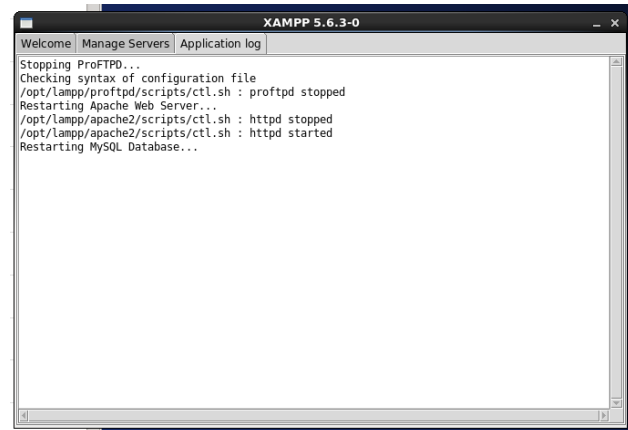 XAMPP 5.6.3-0
Welcome Manage Servers Application log
Stopping ProFTPD...
Checking syntax of configuration file
/opt/lampp/proftpd/scripts/ctl.sh : proftpd stopped
Restarting Apache Web Server...
/opt/lampp/apache2/scripts/ctl.sh : httpd stopped
/opt/lampp/apache2/scripts/ctl.sh : httpd started
Restarting MySQL Database...